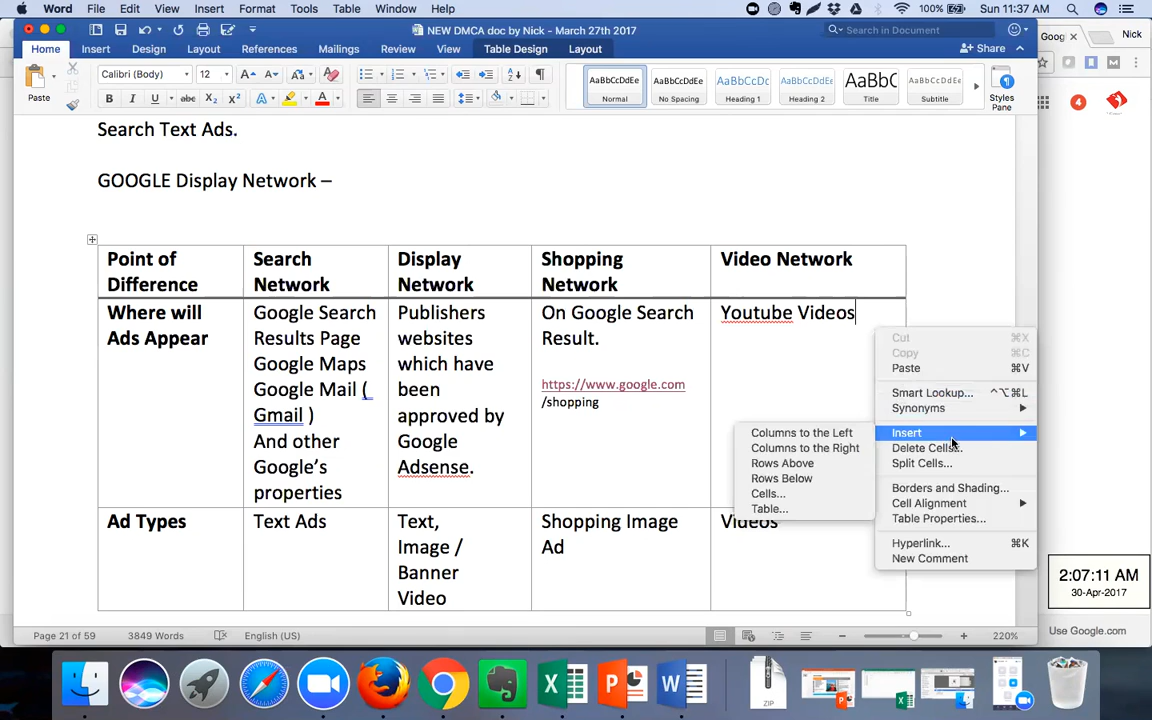 Word File Edit View Insert Format Tools Table Window Help
100% Sun 11:37 AM
NEW DMCA doc by Nick - March 27th 2017
Search in Document
Goog
Nick
Home Insert Design Layout References Mailings Review View Table Design Layout
Share
Paste
Calibri (Body) 12
AaBbCcDdEe AaBbCcDdEe AaBbCcDc AaBbCcDdEe AaBbC AaBbCcDdEe
Normal No Spacing Heading 1 Heading 2 Title Subtitle
Styles
Pane
4
Search Text Ads.
GOOGLE Display Network –
Point of
Difference
Search
Network
Display
Network
Shopping
Network
Video Network
Where will
Ads Appear
Google Search
Results Page
Google Maps
Google Mail (
Gmail )
And other
Google's
properties
Publishers
websites
which have
been
approved by
Google
Adsense.
On Google Search
Result.
https://www.google.com
/shopping
Youtube Videos
Ad Types
Text Ads
Text,
Image /
Banner
Video
Shopping Image
Ad
Videos
Cut ⌘X
Copy ⌘C
Paste ⌘V
Smart Lookup... ^⌥⌘L
Synonyms
Insert
Delete Cells...
Split Cells...
Borders and Shading...
Cell Alignment
Table Properties...
Hyperlink... ⌘K
New Comment
Columns to the Left
Columns to the Right
Rows Above
Rows Below
Cells...
Table...
2:07:11 AM
30-Apr-2017
Use Google.com
Page 21 of 59 3849 Words English (US) 220%
ZIP